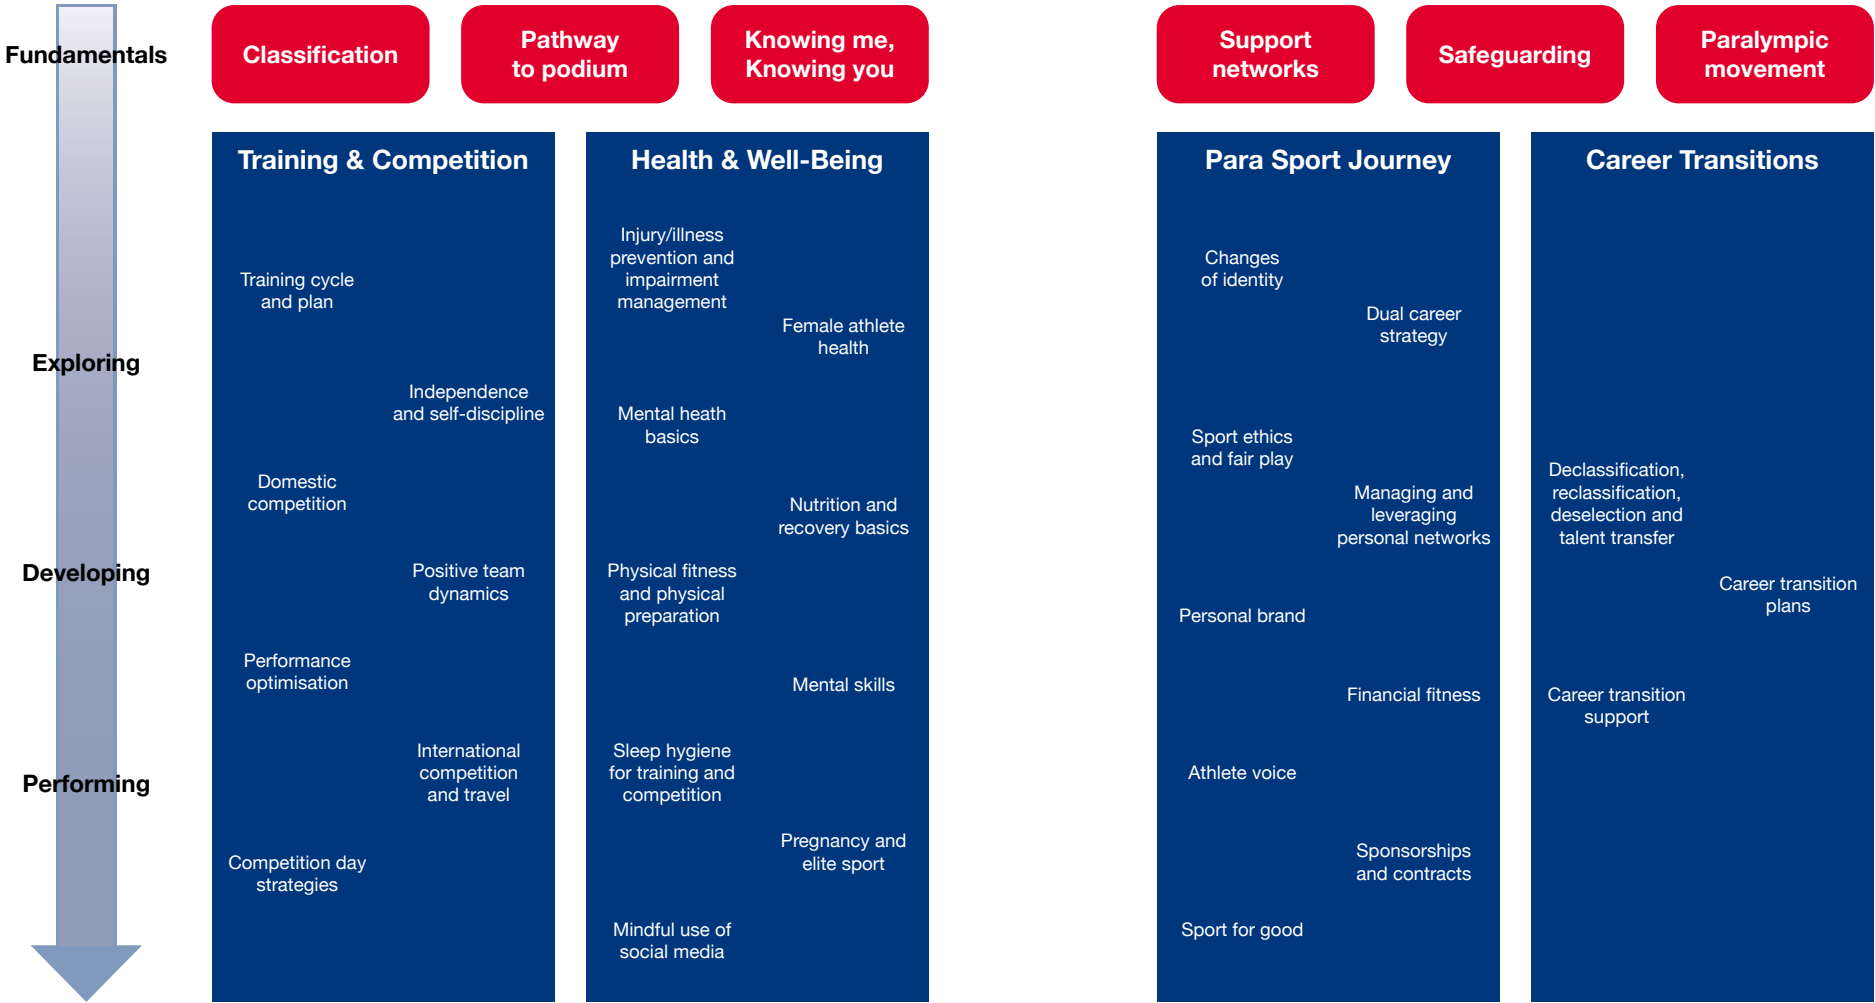 Fundamentals
Classification
Pathway
to podium
Knowing me,
Knowing you
Support
networks
Safeguarding
Paralympic
movement
Exploring
Developing
Performing
Training & Competition
Training cycle
and plan
Independence
and self-discipline
Domestic
competition
Positive team
dynamics
Performance
optimisation
International
competition
and travel
Competition day
strategies
Health & Well-Being
Injury/illness
prevention and
impairment
management
Female athlete
health
Mental heath
basics
Nutrition and
recovery basics
Physical fitness
and physical
preparation
Mental skills
Sleep hygiene
for training and
competition
Pregnancy and
elite sport
Mindful use of
social media
Para Sport Journey
Changes
of identity
Dual career
strategy
Sport ethics
and fair play
Managing and
leveraging
personal networks
Personal brand
Financial fitness
Athlete voice
Sponsorships
and contracts
Sport for good
Career Transitions
Declassification,
reclassification,
deselection and
talent transfer
Career transition
plans
Career transition
support